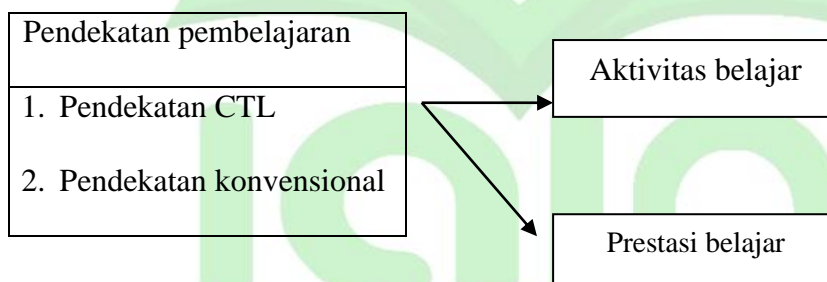 Pendekatan pembelajaran
1. Pendekatan CTL
2. Pendekatan konvensional
Aktivitas belajar
Prestasi belajar